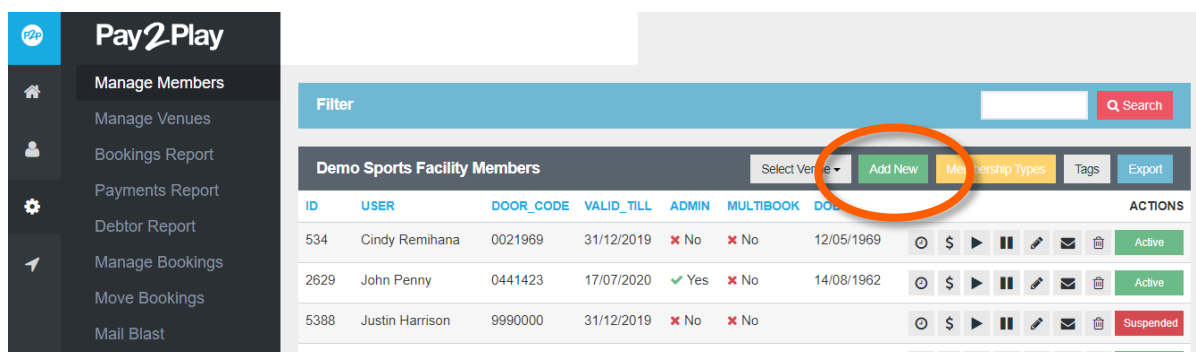 P2P
Pay2Play
Manage Members
Manage Venues
Bookings Report
Payments Report
Debtor Report
Manage Bookings
Move Bookings
Mail Blast
Filter
Search
Demo Sports Facility Members
Select Venue
Add New
Membership Types
Tags
Export
ID USER DOOR_CODE VALID_TILL ADMIN MULTIBOOK DOB ACTIONS
534 Cindy Remihana 0021969 31/12/2019 No No 12/05/1969 $ Active
2629 John Penny 0441423 17/07/2020 Yes No 14/08/1962 $ Active
5388 Justin Harrison 9990000 31/12/2019 No No $ Suspended